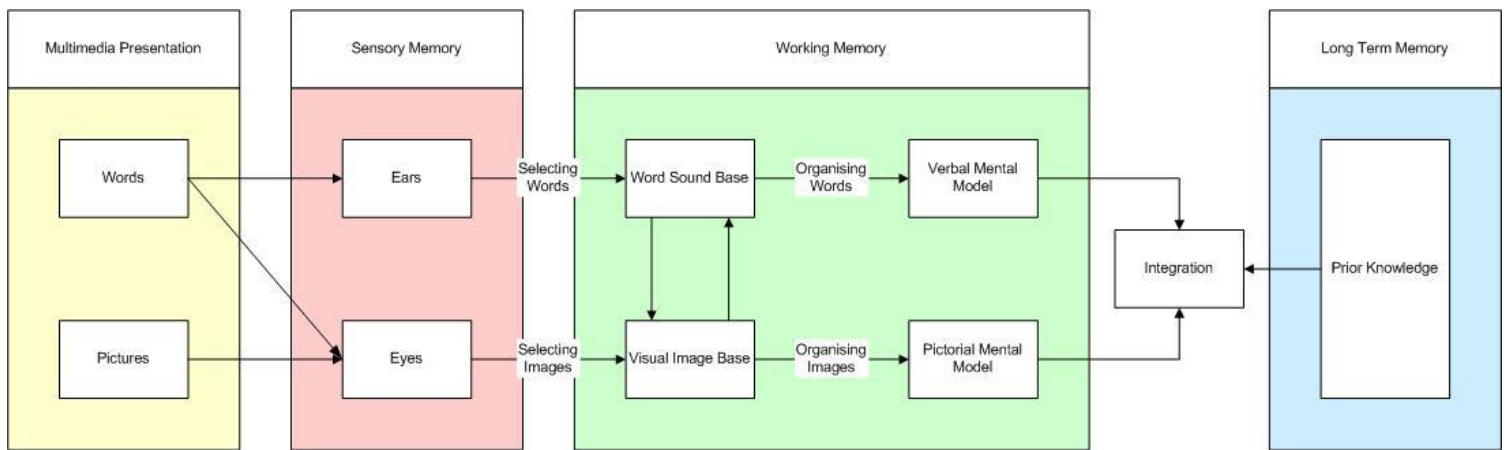 Multimedia Presentation
Sensory Memory
Working Memory
Long Term Memory
Words
Ears
Selecting
Words
Word Sound Base
Organising
Words
Verbal Mental
Model
Integration
Prior Knowledge
Pictures
Eyes
Selecting
Images
Visual Image Base
Organising
Images
Pictorial Mental
Model